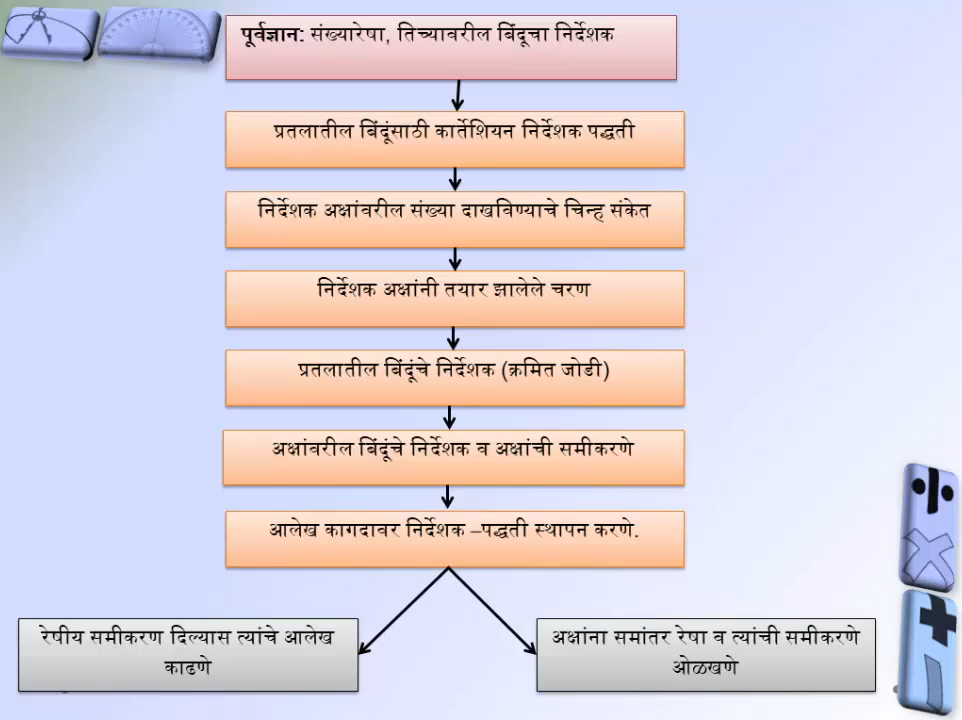 पूर्वज्ञान: संख्यारेषा, तिच्यावरील बिंदूचा निर्देशक
प्रतलातील बिंदूंसाठी कार्तेशियन निर्देशक पद्धती
निर्देशक अक्षांवरील संख्या दाखविण्याचे चिन्ह संकेत
निर्देशक अक्षांनी तयार झालेले चरण
प्रतलातील बिंदूंचे निर्देशक (क्रमित जोडी)
अक्षांवरील बिंदूंचे निर्देशक व अक्षांची समीकरणे
आलेख कागदावर निर्देशक –पद्धती स्थापन करणे.
रेषीय समीकरण दिल्यास त्यांचे आलेख
काढणे
अक्षांना समांतर रेषा व त्यांची समीकरणे
ओळखणे